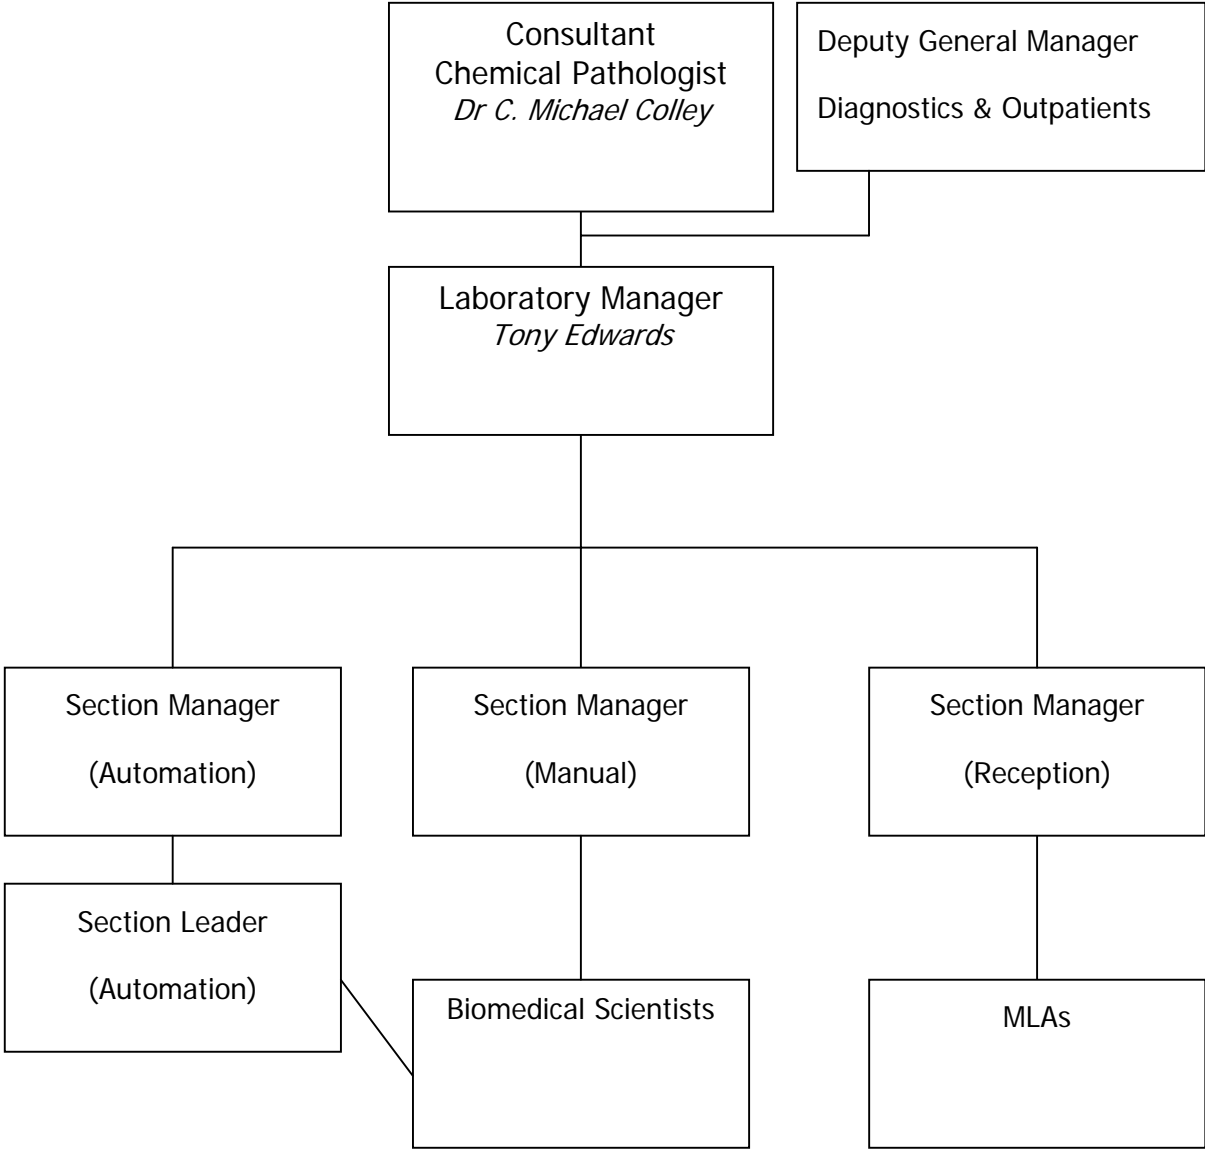 Consultant
Chemical Pathologist
Dr C. Michael Colley
Deputy General Manager
Diagnostics & Outpatients
Laboratory Manager
Tony Edwards
Section Manager
(Automation)
Section Manager
(Manual)
Section Manager
(Reception)
Section Leader
(Automation)
Biomedical Scientists
MLAs